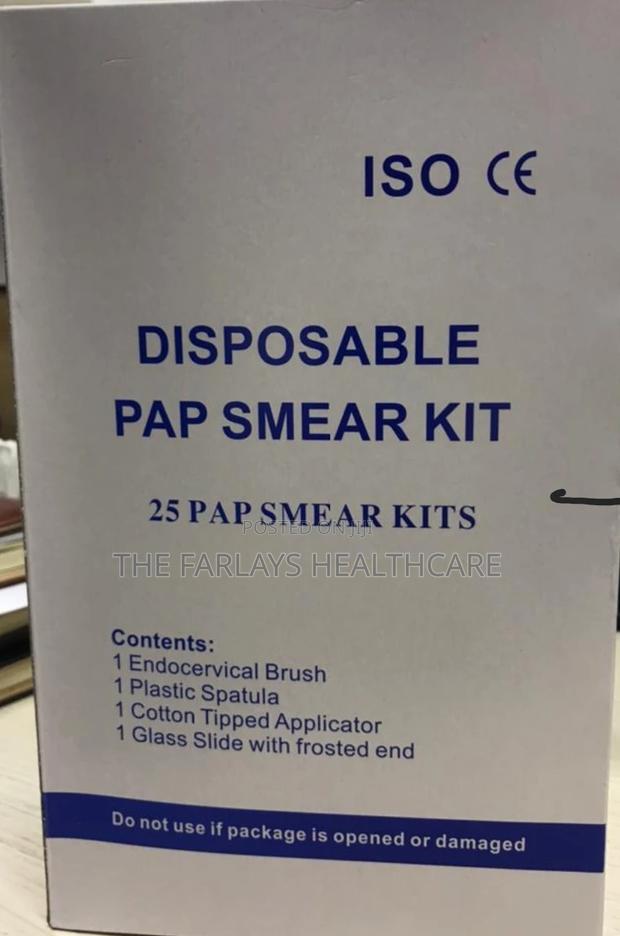 ISO CE
DISPOSABLE
PAP SMEAR KIT
25 PAP SMEAR KITS
POSTED ON JIJI
THE FARLAYS HEALTHCARE
Contents:
1 Endocervical Brush
1 Plastic Spatula
1 Cotton Tipped Applicator
1 Glass Slide with frosted end
Do not use if package is opened or damaged